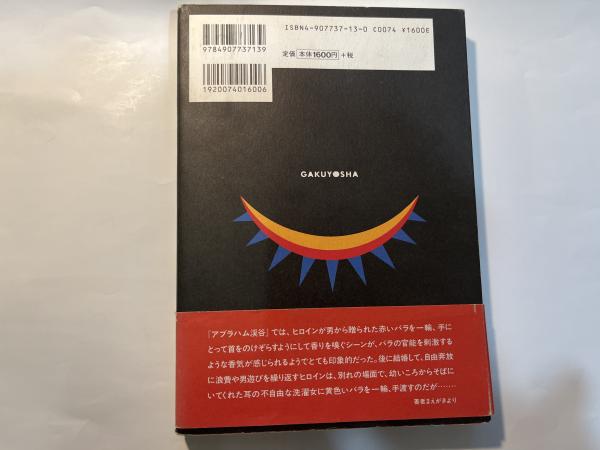 ISBN4-907737-13-0 C0074 ¥1600E
9784907737139
定価 本体1600円 +税
1920074016006
GAKUYOSHA
『アブラハム渓谷』では、ヒロインが男から贈られた赤いバラを一輪、手に
とって首をのけぞらすようにして香りを嗅ぐシーンが、バラの官能を刺激する
ような香気が感じられるようでとても印象的だった。後に結婚して、自由奔放
に浪費や男遊びを繰り返すヒロインは、別れの場面で、幼いころからそばに
いてくれた耳の不自由な洗濯女に黄色いバラを一輪、手渡すのだが……
著者まえがきより